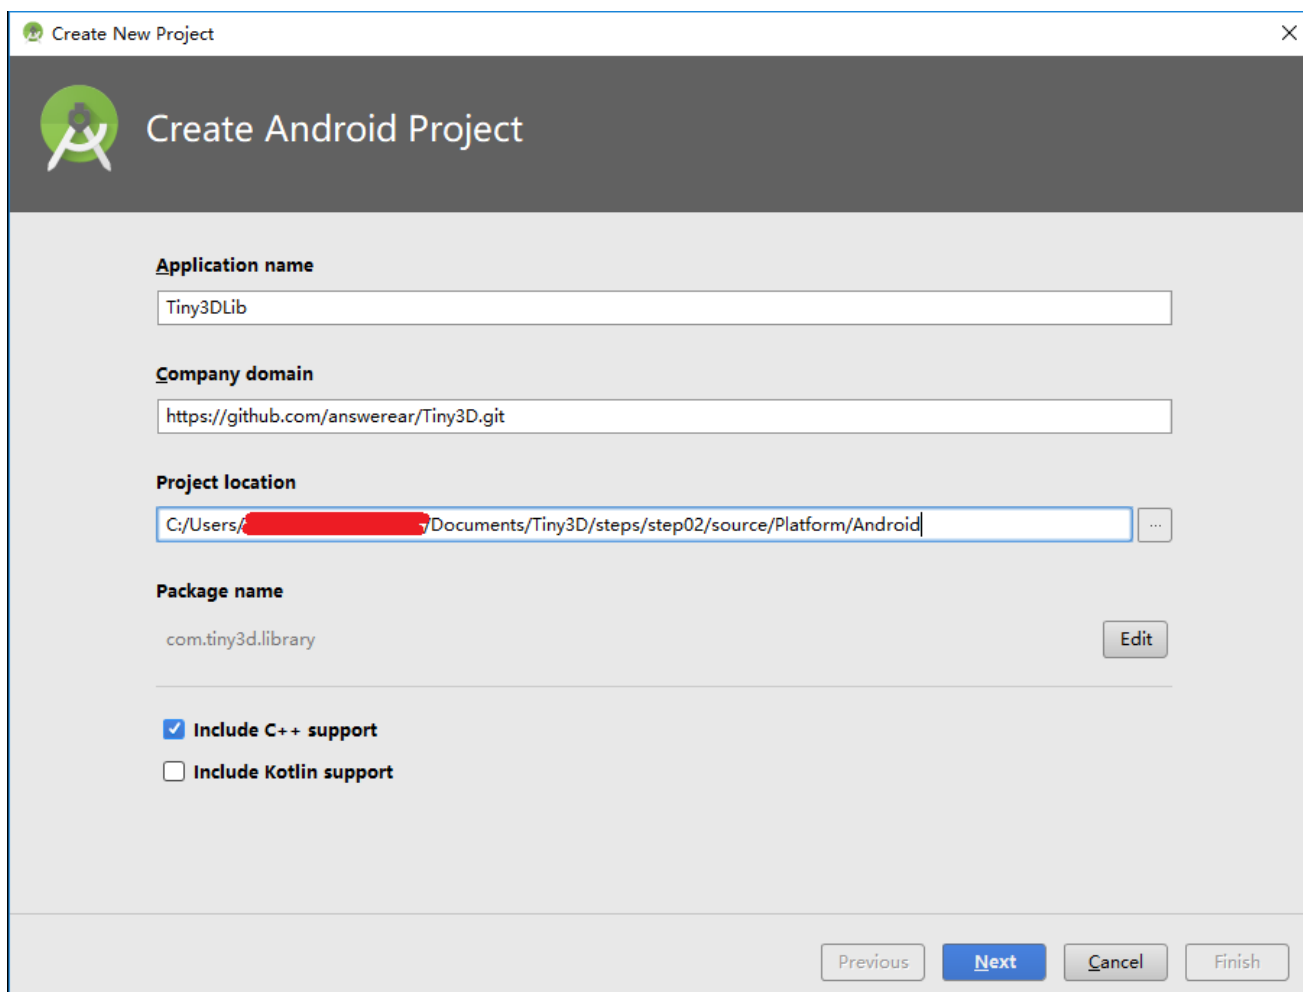 Create New Project
Create Android Project
Application name
Tiny3DLib
Company domain
https://github.com/answerear/Tiny3D.git
Project location
C:/Users/ /Documents/Tiny3D/steps/step02/source/Platform/Android
...
Package name
com.tiny3d.library
Edit
Include C++ support
Include Kotlin support
Previous
Next
Cancel
Finish